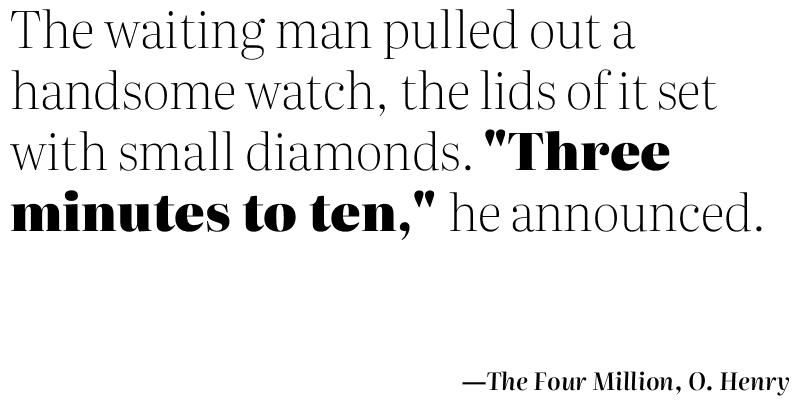 The waiting man pulled out a
handsome watch, the lids of it set
with small diamonds. "Three
minutes to ten," he announced.
—The Four Million, O. Henry